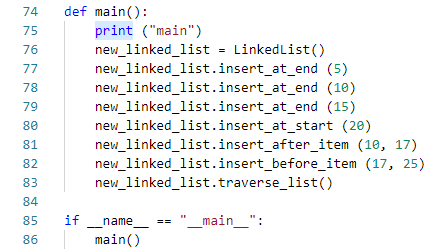 74 def main():
75 print ("main")
76 new_linked_list = LinkedList()
77 new_linked_list.insert_at_end (5)
78 new_linked_list.insert_at_end (10)
79 new_linked_list.insert_at_end (15)
80 new_linked_list.insert_at_start (20)
81 new_linked_list.insert_after_item (10, 17)
82 new_linked_list.insert_before_item (17, 25)
83 new_linked_list.traverse_list()
84
85 if __name__ == "__main__":
86 main()